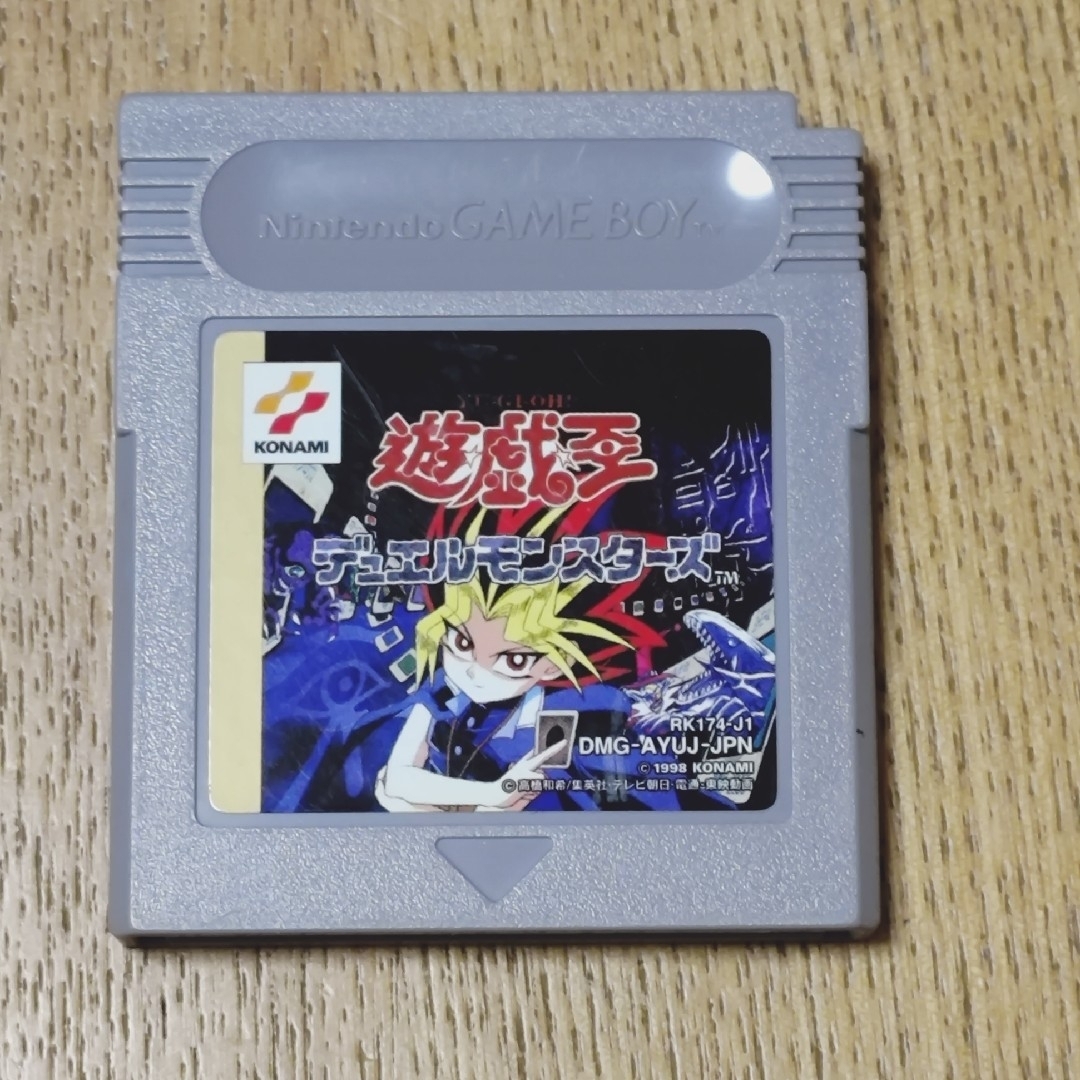 Nintendo GAME BOY TM
KONAMI
YU-GI-OH!
遊☆戯☆王
デュエルモンスターズ TM
RK174-J1
DMG-AYUJ-JPN
© 1998 KONAMI
© 高橋和希/集英社・テレビ朝日・電通・東映動画